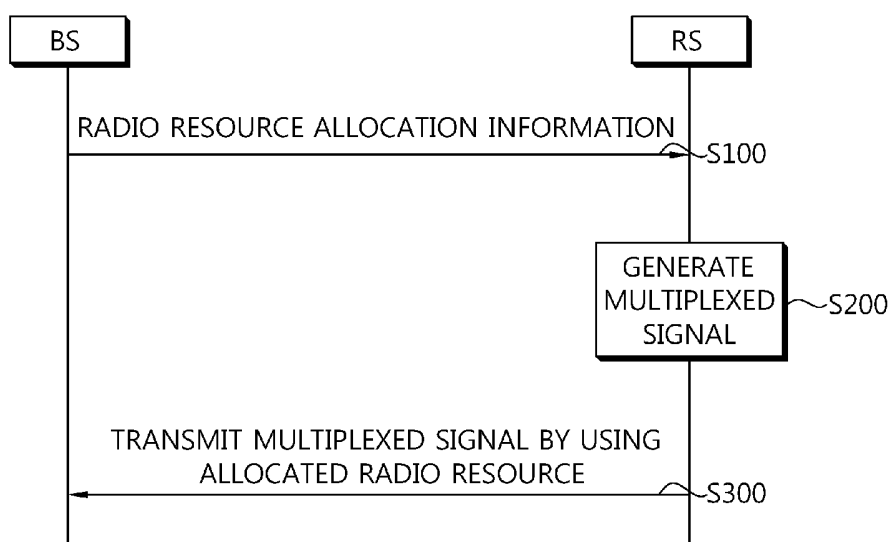 BS
RS
RADIO RESOURCE ALLOCATION INFORMATION
S100
GENERATE
MULTIPLEXED
SIGNAL
S200
TRANSMIT MULTIPLEXED SIGNAL BY USING
ALLOCATED RADIO RESOURCE
S300